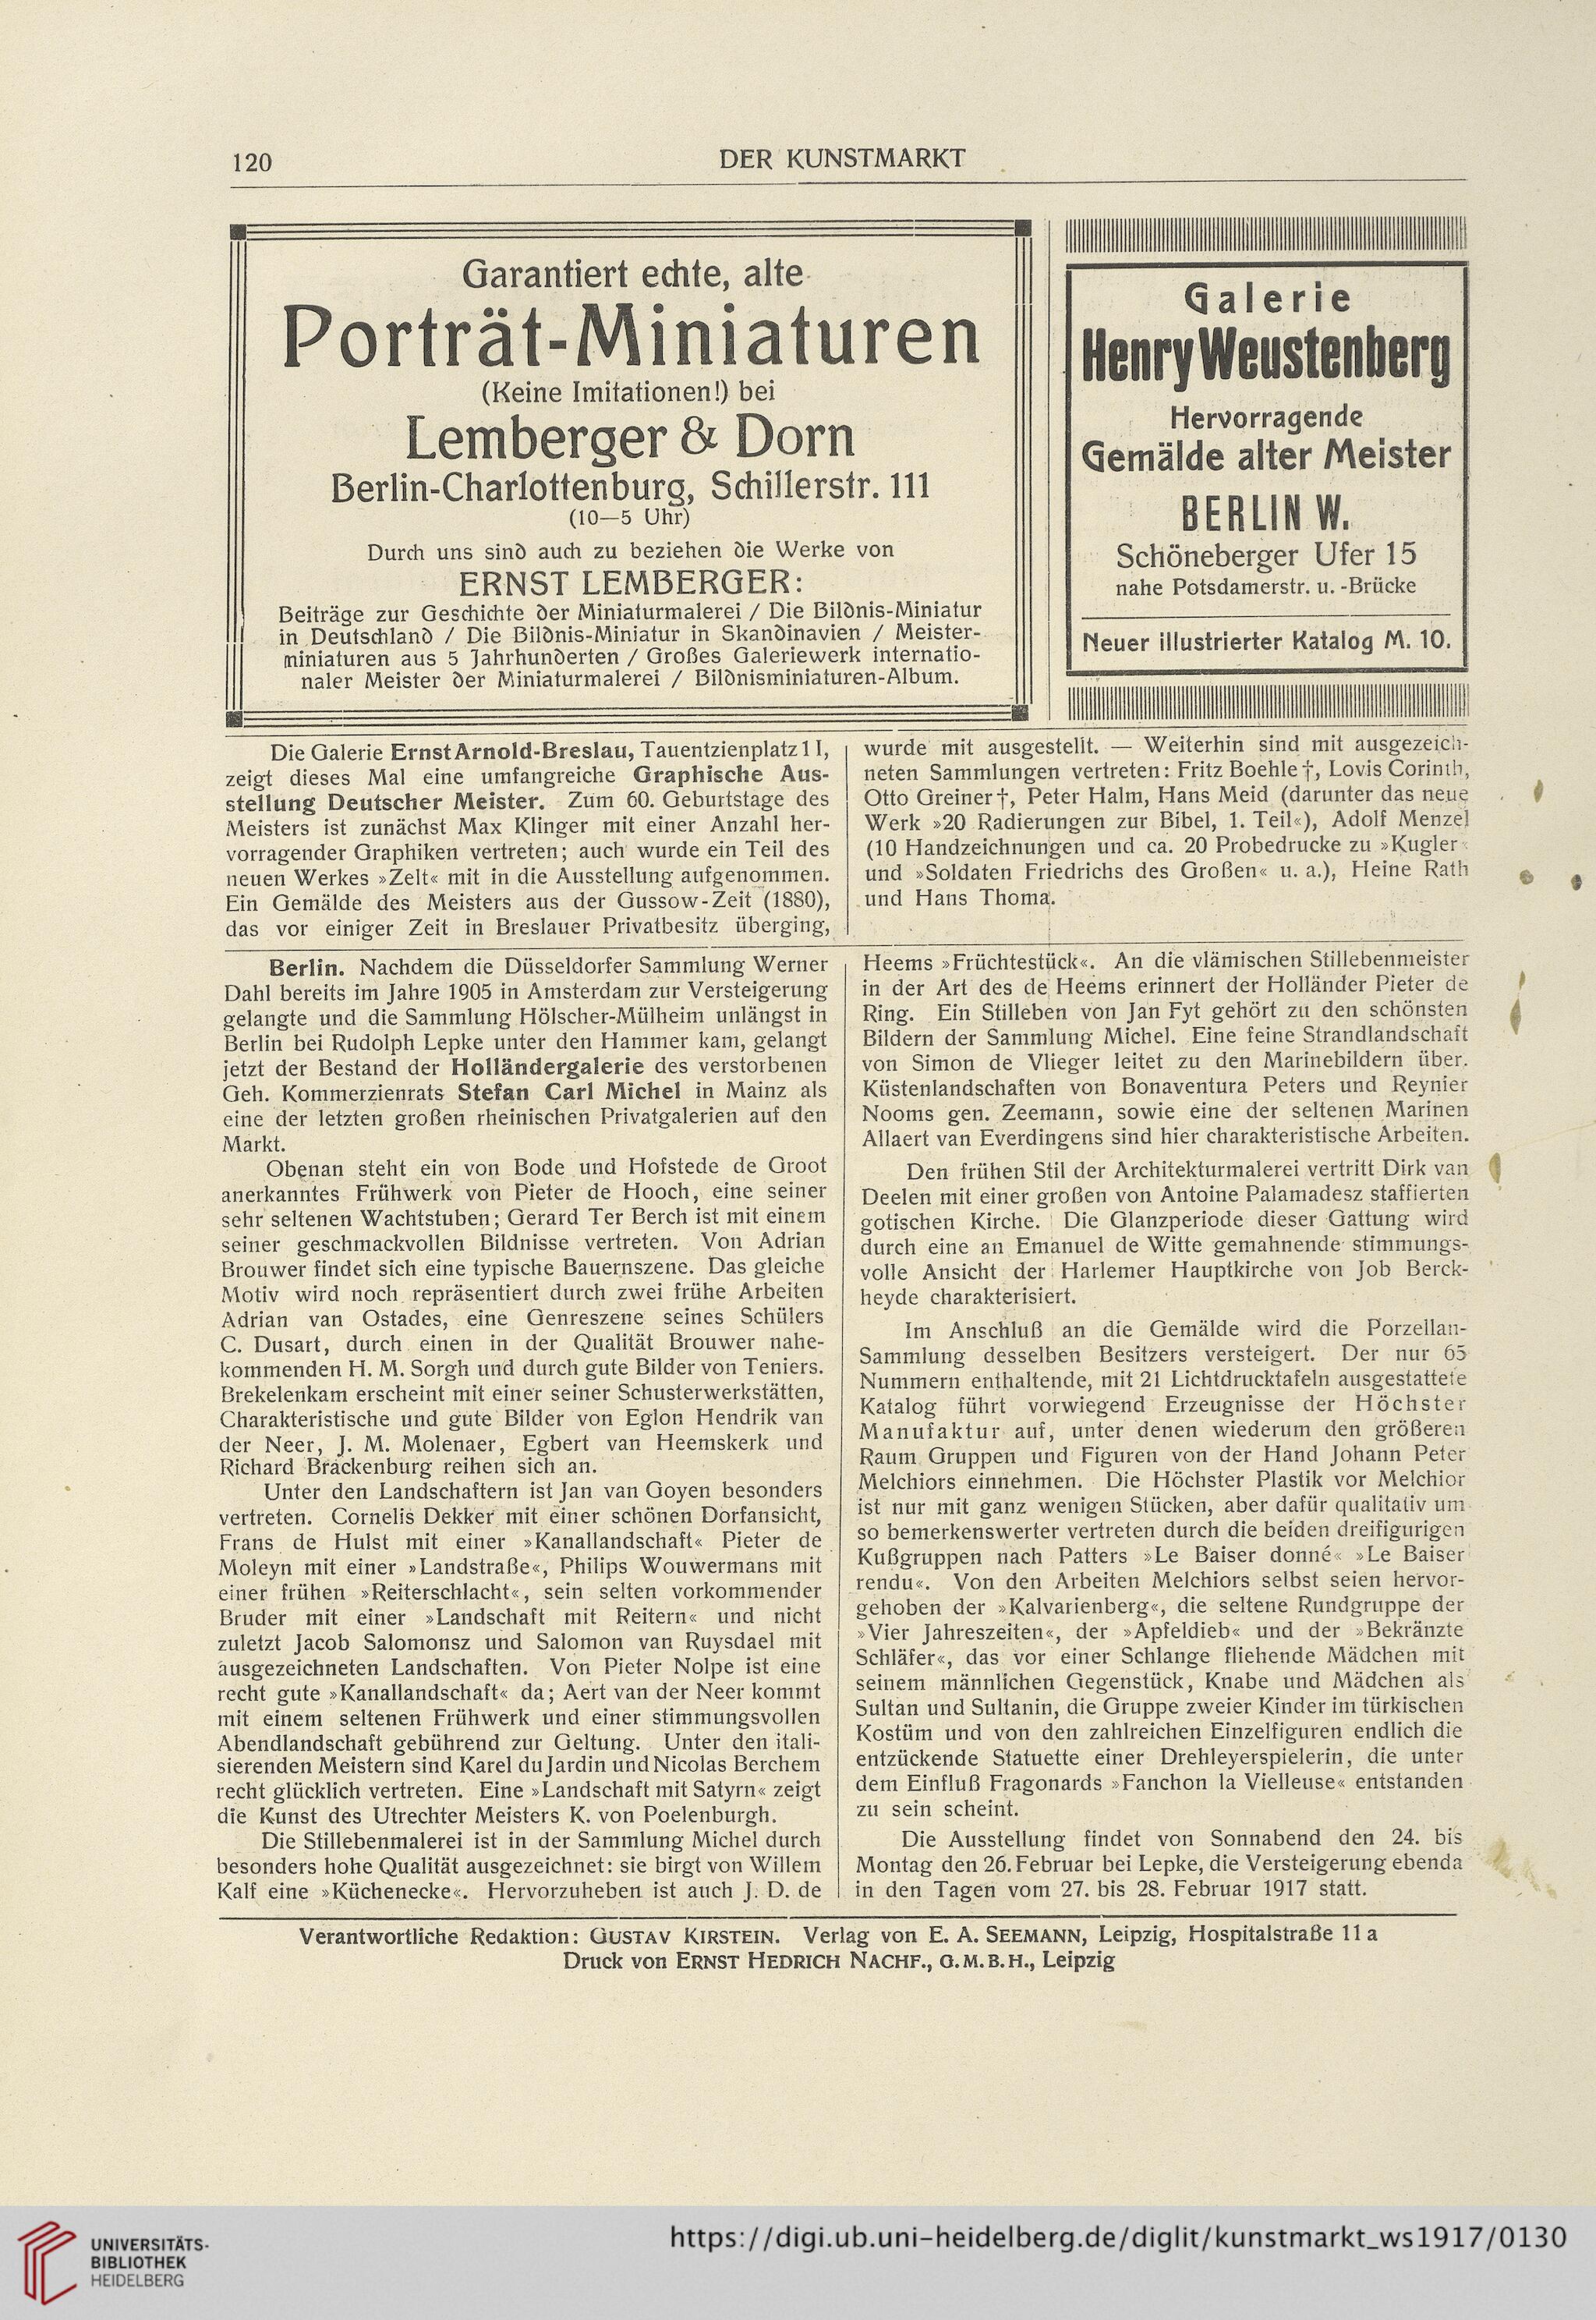 120
DER KUNSTMARKT
Garantiert echte, alte
Porträt-Miniaturen
(Keine Imitationen!) bei
Lemberger & Dorn
Berlin-Charlottenburg, Schillerstr. 111
(10—5 Uhr)
Durch uns sind auch zu beziehen die Werke von
ERNST LEMBERGER:
Beiträge zur Geschichte der Miniaturmalerei / Die Bildnis-Miniatur
in Deutschland / Die Bildnis-Miniatur in Skandinavien / Meister-
miniaturen aus 5 Jahrhunderten / Großes Galeriewerk internatio-
naler Meister der Miniaturmalerei / Bildnisminiaturen-Album.
Galerie
Henry Weustenberg
Hervorragende
Gemälde alter Meister
BERLIN W.
Schöneberger Ufer 15
nahe Potsdamerstr. u. -Brücke
Neuer illustrierter Katalog M. 10.
Die Galerie Ernst Arnold-Breslau, Tauentzienplatz 1 I,
zeigt dieses Mal eine umfangreiche Graphische Aus-
stellung Deutscher Meister. Zum 60. Geburtstage des
Meisters ist zunächst Max Klinger mit einer Anzahl her-
vorragender Graphiken vertreten; auch wurde ein Teil des
neuen Werkes »Zelt« mit in die Ausstellung aufgenommen.
Ein Gemälde des Meisters aus der Gussow-Zeit (1880),
das vor einiger Zeit in Breslauer Privatbesitz überging,
wurde mit ausgestellt. — Weiterhin sind mit ausgezeich-
neten Sammlungen vertreten: Fritz Boehle †, Lovis Corinth,
Otto Greiner †, Peter Halm, Hans Meid (darunter das neue
Werk »20 Radierungen zur Bibel, 1. Teil«), Adolf Menzel
(10 Handzeichnungen und ca. 20 Probedrucke zu »Kugler«
und »Soldaten Friedrichs des Großen« u. a.), Heine Rath
und Hans Thoma.
Berlin. Nachdem die Düsseldorfer Sammlung Werner
Dahl bereits im Jahre 1905 in Amsterdam zur Versteigerung
gelangte und die Sammlung Hölscher-Mülheim unlängst in
Berlin bei Rudolph Lepke unter den Hammer kam, gelangt
jetzt der Bestand der Holländergalerie des verstorbenen
Geh. Kommerzienrats Stefan Carl Michel in Mainz als
eine der letzten großen rheinischen Privatgalerien auf den
Markt.
Obenan steht ein von Bode und Hofstede de Groot
anerkanntes Frühwerk von Pieter de Hooch, eine seiner
sehr seltenen Wachtstuben; Gerard Ter Berch ist mit einem
seiner geschmackvollen Bildnisse vertreten. Von Adrian
Brouwer findet sich eine typische Bauernszene. Das gleiche
Motiv wird noch repräsentiert durch zwei frühe Arbeiten
Adrian van Ostades, eine Genreszene seines Schülers
C. Dusart, durch einen in der Qualität Brouwer nahe-
kommenden H. M. Sorgh und durch gute Bilder von Teniers.
Brekelenkam erscheint mit einer seiner Schusterwerkstätten,
Charakteristische und gute Bilder von Eglon Hendrik van
der Neer, J. M. Molenaer, Egbert van Heemskerk und
Richard Brackenburg reihen sich an.
Unter den Landschaftern ist Jan van Goyen besonders
vertreten. Cornelis Dekker mit einer schönen Dorfansicht,
Frans de Hulst mit einer »Kanallandschaft« Pieter de
Moleyn mit einer »Landstraße«, Philips Wouwermans mit
einer frühen »Reiterschlacht«, sein selten vorkommender
Bruder mit einer »Landschaft mit Reitern« und nicht
zuletzt Jacob Salomonsz und Salomon van Ruysdael mit
ausgezeichneten Landschaften. Von Pieter Nolpe ist eine
recht gute »Kanallandschaft« da; Aert van der Neer kommt
mit einem seltenen Frühwerk und einer stimmungsvollen
Abendlandschaft gebührend zur Geltung. Unter den itali-
sierenden Meistern sind Karel du Jardin und Nicolas Berchem
recht glücklich vertreten. Eine »Landschaft mit Satyrn« zeigt
die Kunst des Utrechter Meisters K. von Poelenburgh.
Die Stillebenmalerei ist in der Sammlung Michel durch
besonders hohe Qualität ausgezeichnet: sie birgt von Willem
Kalf eine »Küchenecke«. Hervorzuheben ist auch J. D. de
Heems »Früchtestück«. An die vlämischen Stillebenmeister
in der Art des de Heems erinnert der Holländer Pieter de
Ring. Ein Stilleben von Jan Fyt gehört zu den schönsten
Bildern der Sammlung Michel. Eine feine Strandlandschaft
von Simon de Vlieger leitet zu den Marinebildern über.
Küstenlandschaften von Bonaventura Peters und Reynier
Nooms gen. Zeemann, sowie eine der seltenen Marinen
Allaert van Everdingens sind hier charakteristische Arbeiten.
Den frühen Stil der Architekturmalerei vertritt Dirk van
Deelen mit einer großen von Antoine Palamadesz staffierten
gotischen Kirche. Die Glanzperiode dieser Gattung wird
durch eine an Emanuel de Witte gemahnende stimmungs-
volle Ansicht der Harlemer Hauptkirche von Job Berck-
heyde charakterisiert.
Im Anschluß an die Gemälde wird die Porzellan-
Sammlung desselben Besitzers versteigert. Der nur 65
Nummern enthaltende, mit 21 Lichtdrucktafeln ausgestattete
Katalog führt vorwiegend Erzeugnisse der Höchster
Manufaktur auf, unter denen wiederum den größeren
Raum Gruppen und Figuren von der Hand Johann Peter
Melchiors einnehmen. Die Höchster Plastik vor Melchior
ist nur mit ganz wenigen Stücken, aber dafür qualitativ um
so bemerkenswerter vertreten durch die beiden dreifigurigen
Kußgruppen nach Patters »Le Baiser donné« »Le Baiser
rendu«. Von den Arbeiten Melchiors selbst seien hervor-
gehoben der »Kalvarienberg«, die seltene Rundgruppe der
»Vier Jahreszeiten«, der »Apfeldieb« und der »Bekränzte
Schläfer«, das vor einer Schlange fliehende Mädchen mit
seinem männlichen Gegenstück, Knabe und Mädchen als
Sultan und Sultanin, die Gruppe zweier Kinder im türkischen
Kostüm und von den zahlreichen Einzelfiguren endlich die
entzückende Statuette einer Drehleyerspielerin, die unter
dem Einfluß Fragonards »Fanchon la Vielleuse« entstanden
zu sein scheint.
Die Ausstellung findet von Sonnabend den 24. bis
Montag den 26. Februar bei Lepke, die Versteigerung ebenda
in den Tagen vom 27. bis 28. Februar 1917 statt.
Verantwortliche Redaktion: GUSTAV KIRSTEIN. Verlag von E. A. SEEMANN, Leipzig, Hospitalstraße 11 a
Druck von ERNST HEDRICH NACHF., G.M.B.H., Leipzig
UNIVERSITÄTS-
BIBLIOTHEK
HEIDELBERG
https://digi.ub.uni-heidelberg.de/diglit/kunstmarkt_ws1917/0130